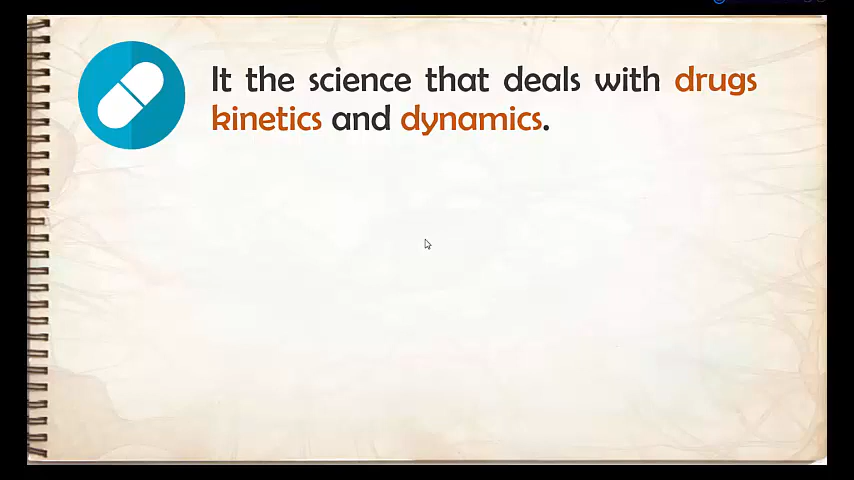 It the science that deals with drugs
kinetics and dynamics.